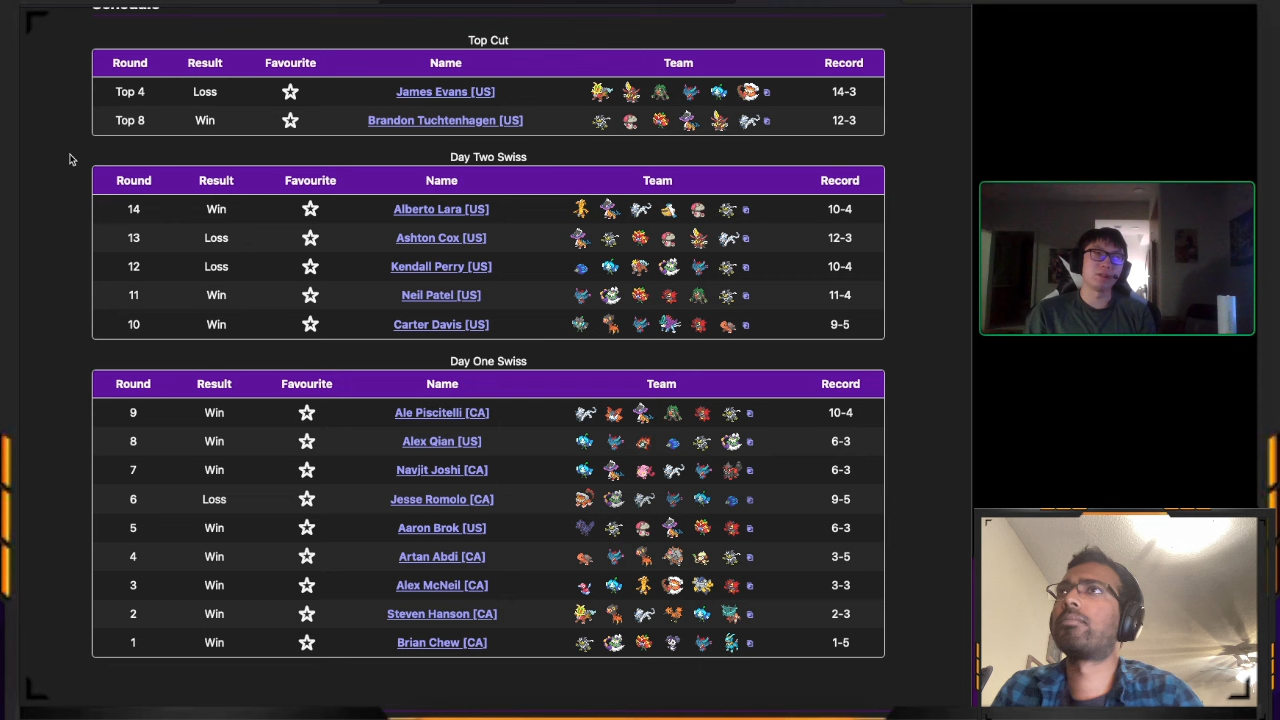 Schedule
Top Cut
Round Result Favourite Name Team Record
Top 4 Loss James Evans [US] 14-3
Top 8 Win Brandon Tuchtenhagen [US] 12-3
Day Two Swiss
Round Result Favourite Name Team Record
14 Win Alberto Lara [US] 10-4
13 Loss Ashton Cox [US] 12-3
12 Loss Kendall Perry [US] 10-4
11 Win Neil Patel [US] 11-4
10 Win Carter Davis [US] 9-5
Day One Swiss
Round Result Favourite Name Team Record
9 Win Ale Piscitelli [CA] 10-4
8 Win Alex Qian [US] 6-3
7 Win Navjit Joshi [CA] 6-3
6 Loss Jesse Romolo [CA] 9-5
5 Win Aaron Brok [US] 6-3
4 Win Artan Abdi [CA] 3-5
3 Win Alex McNeil [CA] 3-3
2 Win Steven Hanson [CA] 2-3
1 Win Brian Chew [CA] 1-5